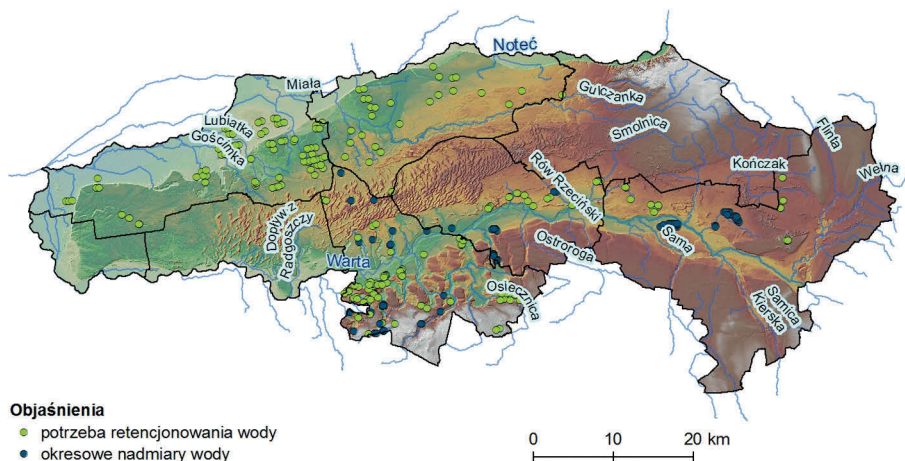 Noteć
Miała
Gulczanka
Lubiatka
Gościmka
Smolnica
Flinta
Kończak
Wełna
Rów Rzeciński
Dopływ z
Radgoszczy
Ostroroga
Sama
Warta
Osiecznica
Samica
Kierska
Objaśnienia
potrzeba retencjonowania wody
okresowe nadmiary wody
0 10 20 km